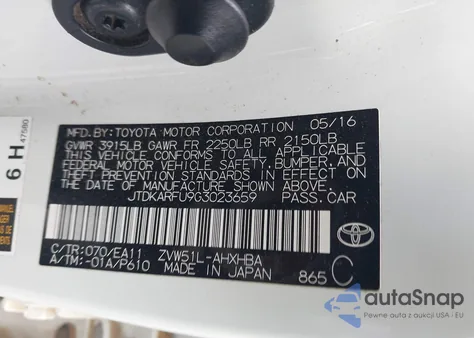 MFD.BY:TOYOTA MOTOR CORPORATION 05/16
GVWR 3915LB GAWR FR 2250LB RR 2150LB
THIS VEHICLE CONFORMS TO ALL APPLICABLE
FEDERAL MOTOR VEHICLE SAFETY,BUMPER,AND
THEFT PREVENTION STANDARDS IN EFFECT ON
THE DATE OF MANUFACTURE SHOWN ABOVE.
JTDKARFU9G3023659 PASS.CAR
C/TR:070/EA11 ZVW51L-AHXHBA
A/TM:-01A/P610 MADE IN JAPAN 865 C
TOYOTA
6 H
47580
autoSnap
Pewne auta z aukcji USA i EU